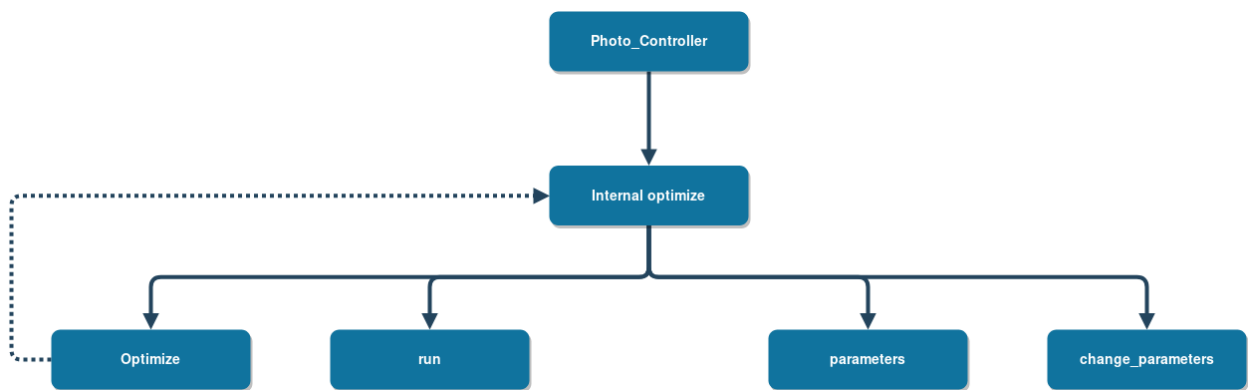 Photo_Controller
Internal optimize
Optimize
run
parameters
change_parameters